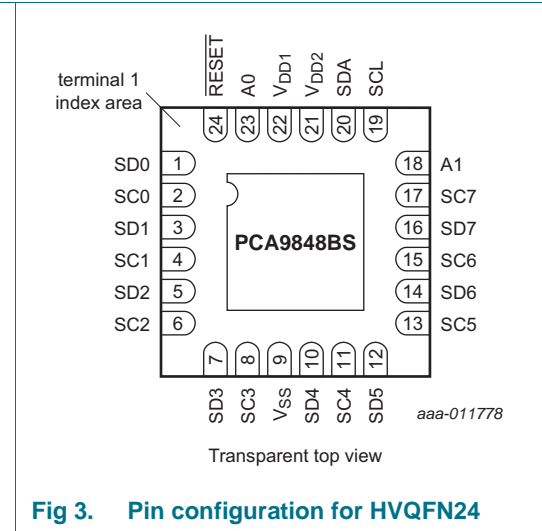 RESET
A0
VDD1
VDD2
SDA
SCL
terminal 1
index area
24 23 22 21 20 19
SD0 1
SC0 2
SD1 3
SC1 4
SD2 5
SC2 6
18 A1
17 SC7
16 SD7
15 SC6
14 SD6
13 SC5
PCA9848BS
7 8 9 10 11 12
SD3
SC3
VSS
SD4
SC4
SD5
aaa-011778
Transparent top view
Fig 3. Pin configuration for HVQFN24